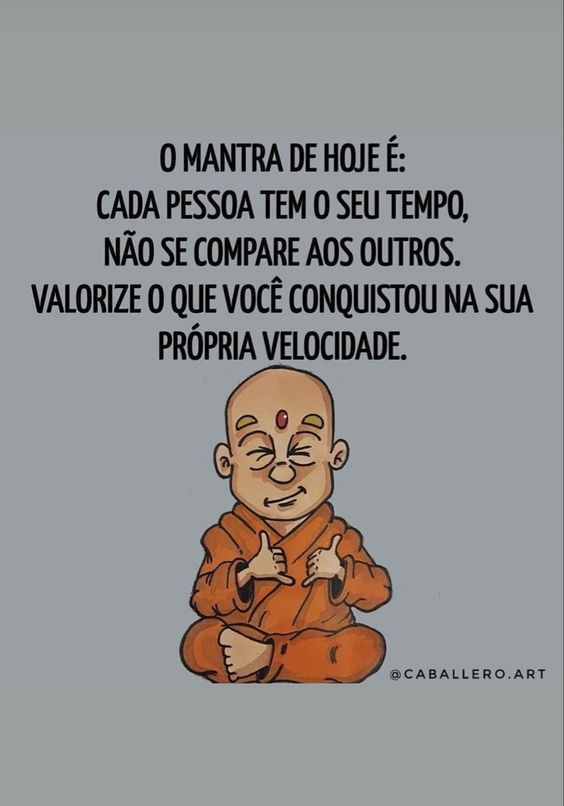 O MANTRA DE HOJE É:
CADA PESSOA TEM O SEU TEMPO,
NÃO SE COMPARE AOS OUTROS.
VALORIZE O QUE VOCÊ CONQUISTOU NA SUA
PRÓPRIA VELOCIDADE.
@CABALLERO.ART